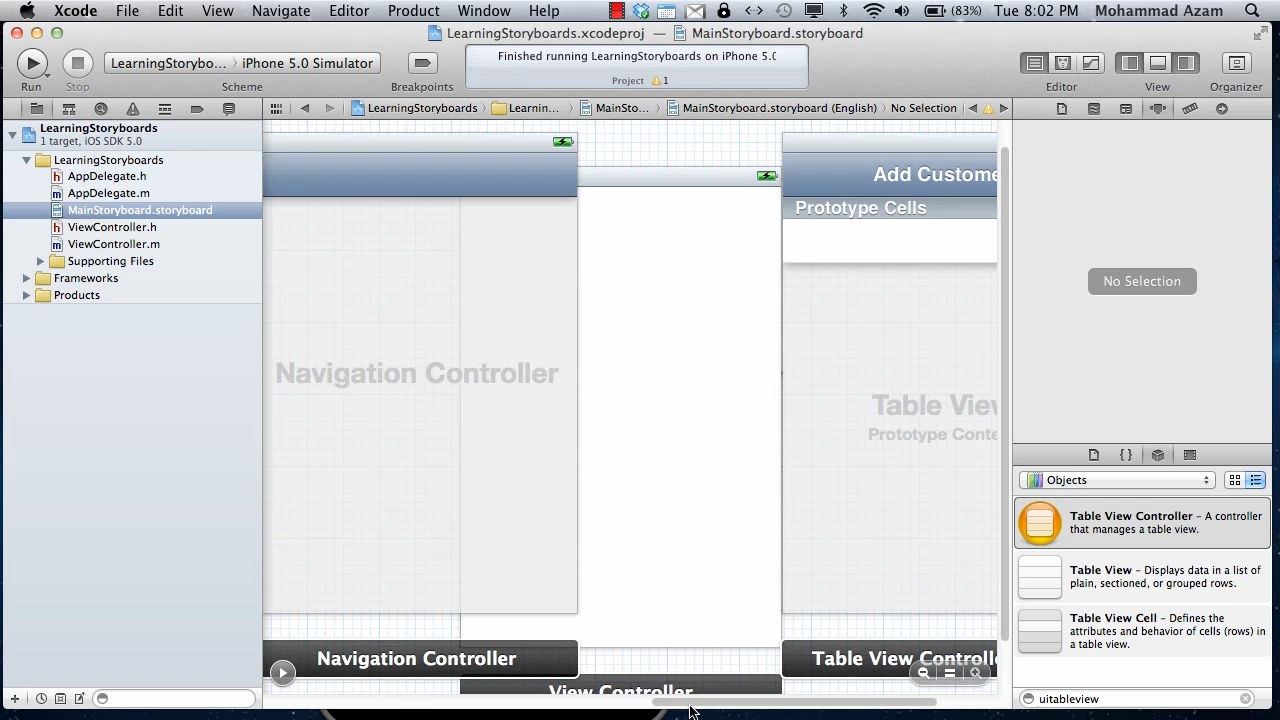 Xcode File Edit View Navigate Editor Product Window Help (83%) Tue 8:02 PM Mohammad Azam
LearningStoryboards.xcodeproj — MainStoryboard.storyboard
LearningStorybo... iPhone 5.0 Simulator
Finished running LearningStoryboards on iPhone 5.0
Project 1
Run Stop Scheme Breakpoints Editor View Organizer
LearningStoryboards Learnin... MainSto... MainStoryboard.storyboard (English) No Selection
LearningStoryboards
1 target, iOS SDK 5.0
LearningStoryboards
AppDelegate.h
AppDelegate.m
MainStoryboard.storyboard
ViewController.h
ViewController.m
Supporting Files
Frameworks
Products
Navigation Controller
Navigation Controller
View Controller
Add Custome
Prototype Cells
Table View
Prototype Conte
Table View Controlle
No Selection
Objects
Table View Controller – A controller
that manages a table view.
Table View – Displays data in a list of
plain, sectioned, or grouped rows.
Table View Cell – Defines the
attributes and behavior of cells (rows) in
a table view.
uitableview